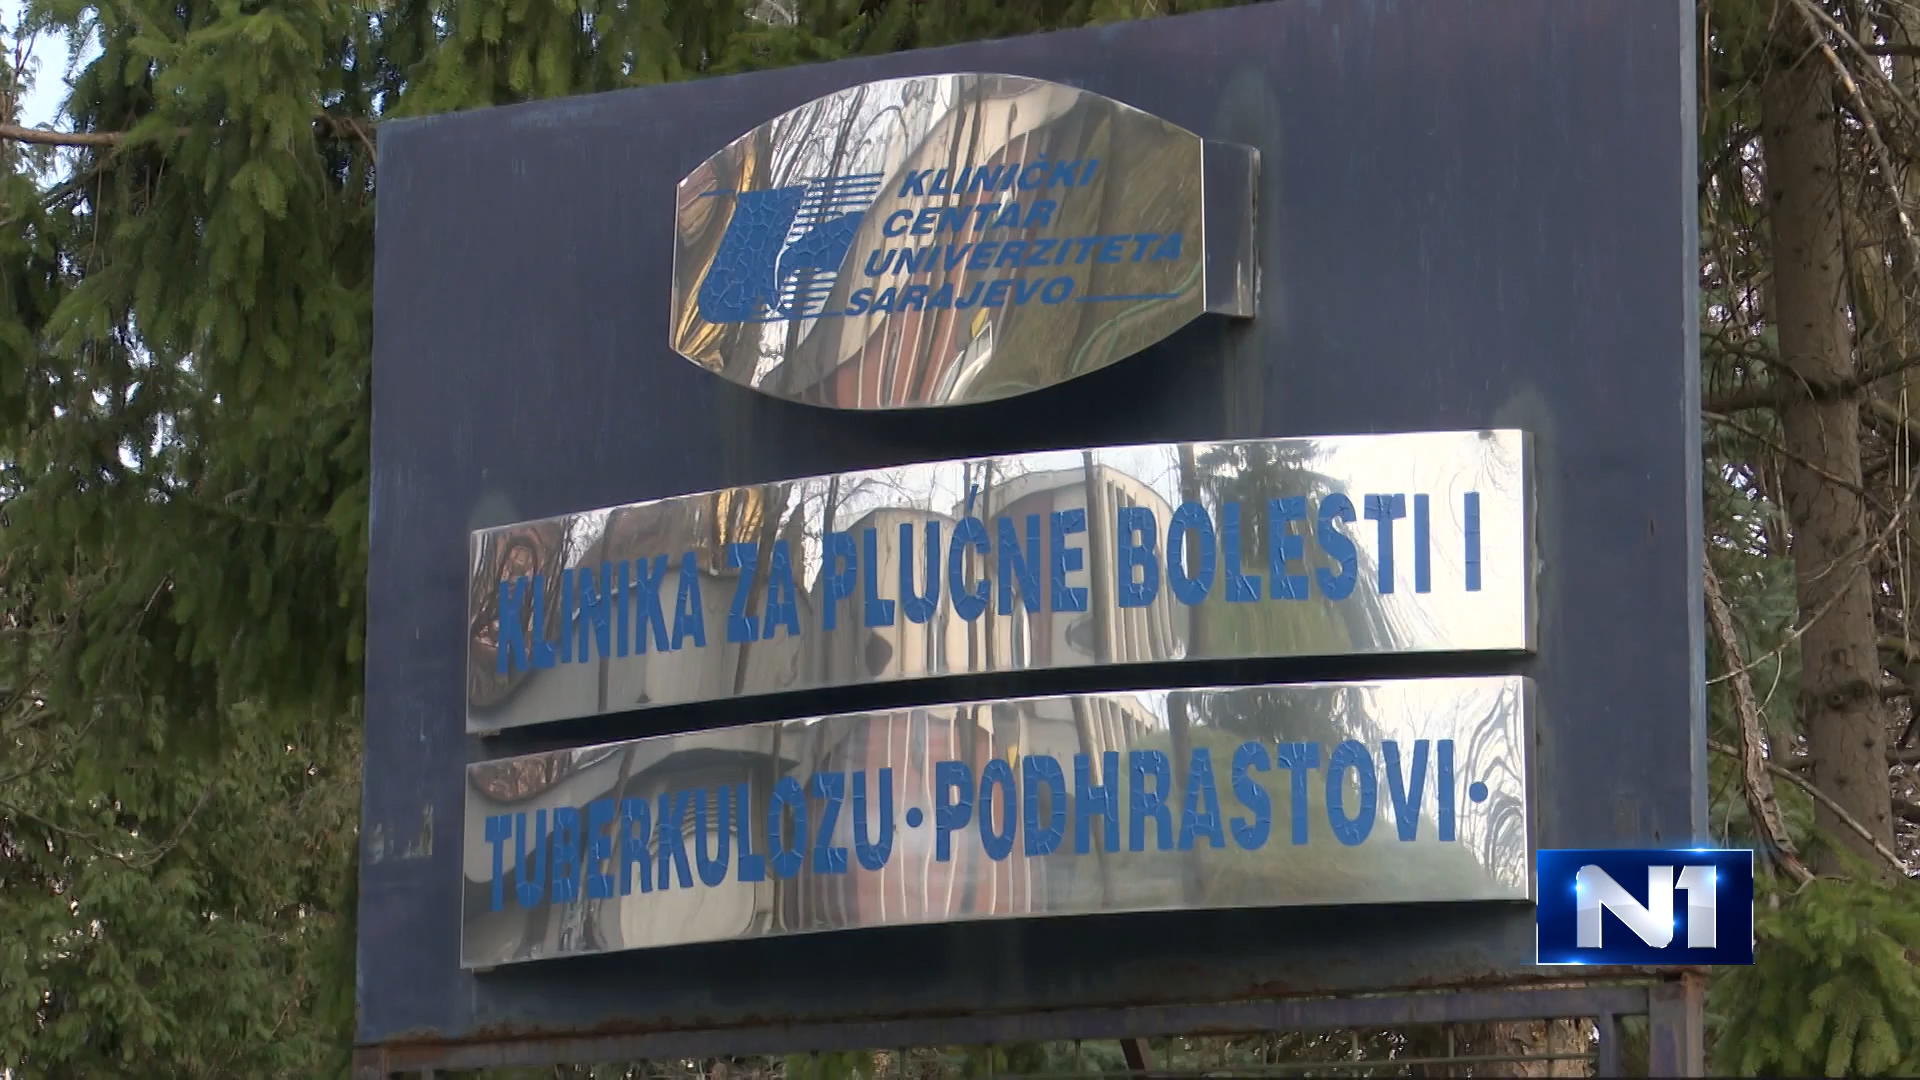 KLINIČKI
CENTAR
UNIVERZITETA
SARAJEVO
KLINIKA ZA PLUĆNE BOLESTI I
TUBERKULOZU · PODHRASTOVI ·
N1